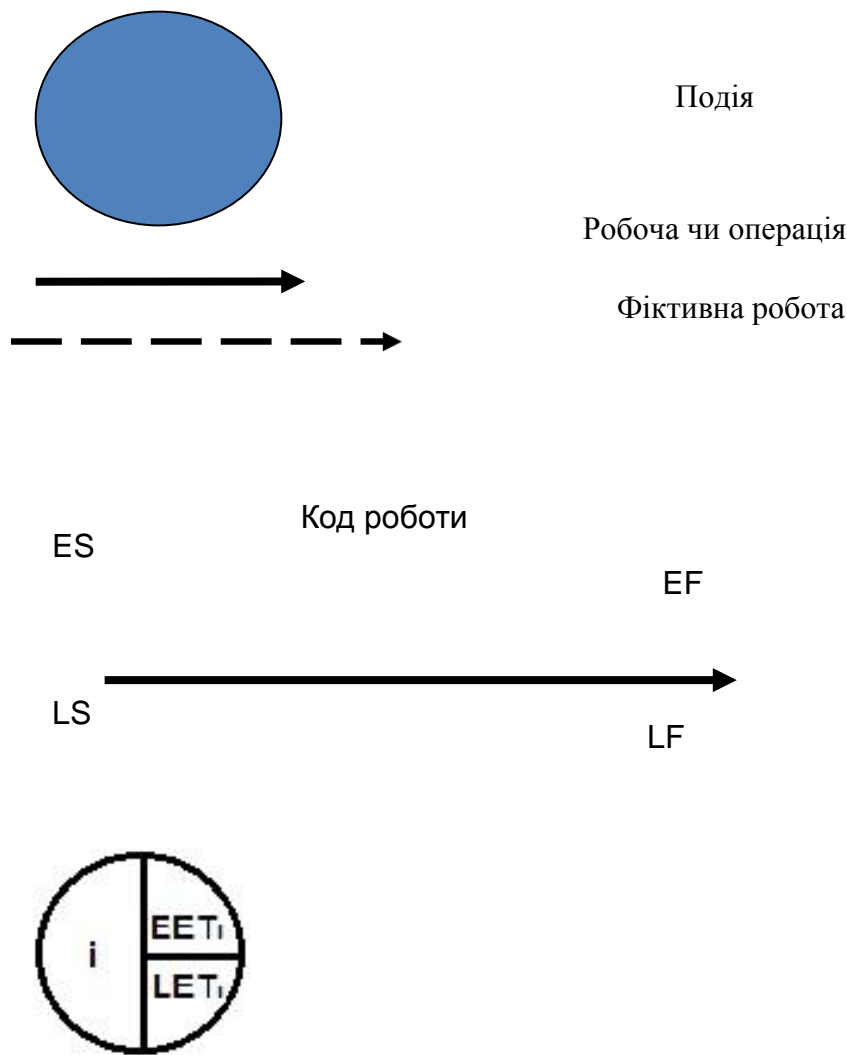 Подія
Робоча чи операція
Фіктивна робота
Код роботи
ES
EF
LS
LF
i
EETi
LETi